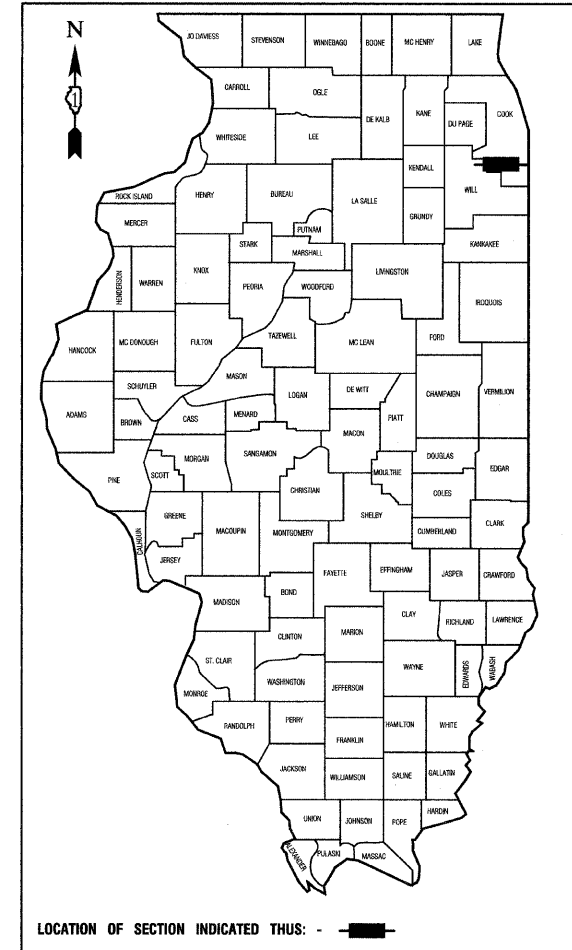 N
JO DAVIESS STEPHENSON WINNEBAGO BOONE MC HENRY LAKE
CARROLL OGLE DE KALB KANE DU PAGE COOK
WHITESIDE LEE
KENDALL WILL
ROCK ISLAND HENRY BUREAU LA SALLE GRUNDY
MERCER PUTNAM KANKAKEE
STARK MARSHALL
HENDERSON WARREN KNOX PEORIA WOODFORD LIVINGSTON IROQUOIS
HANCOCK MC DONOUGH FULTON TAZEWELL MC LEAN FORD
SCHUYLER MASON LOGAN DE WITT CHAMPAIGN VERMILION
ADAMS BROWN CASS MENARD MACON PIATT
PIKE SCOTT MORGAN SANGAMON CHRISTIAN MOULTRIE DOUGLAS EDGAR
COLES
CALHOUN GREENE MACOUPIN MONTGOMERY SHELBY CUMBERLAND CLARK
JERSEY FAYETTE EFFINGHAM JASPER CRAWFORD
MADISON BOND
CLINTON MARION CLAY RICHLAND LAWRENCE
ST. CLAIR WASHINGTON JEFFERSON WAYNE EDWARDS WABASH
MONROE
RANDOLPH PERRY FRANKLIN HAMILTON WHITE
JACKSON WILLIAMSON SALINE GALLATIN
UNION JOHNSON POPE HARDIN
ALEXANDER PULASKI MASSAC
LOCATION OF SECTION INDICATED THUS: -